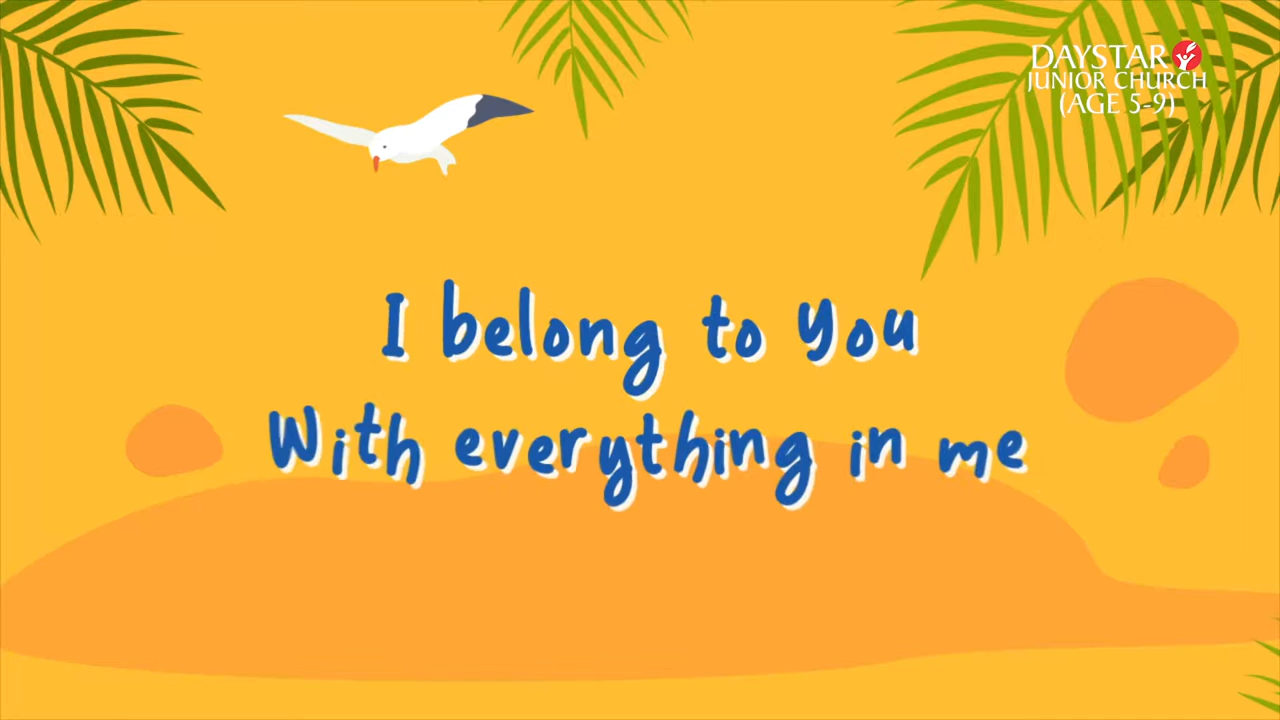 DAYSTAR
JUNIOR CHURCH
(AGE 5-9)
I belong to You
With everything in me